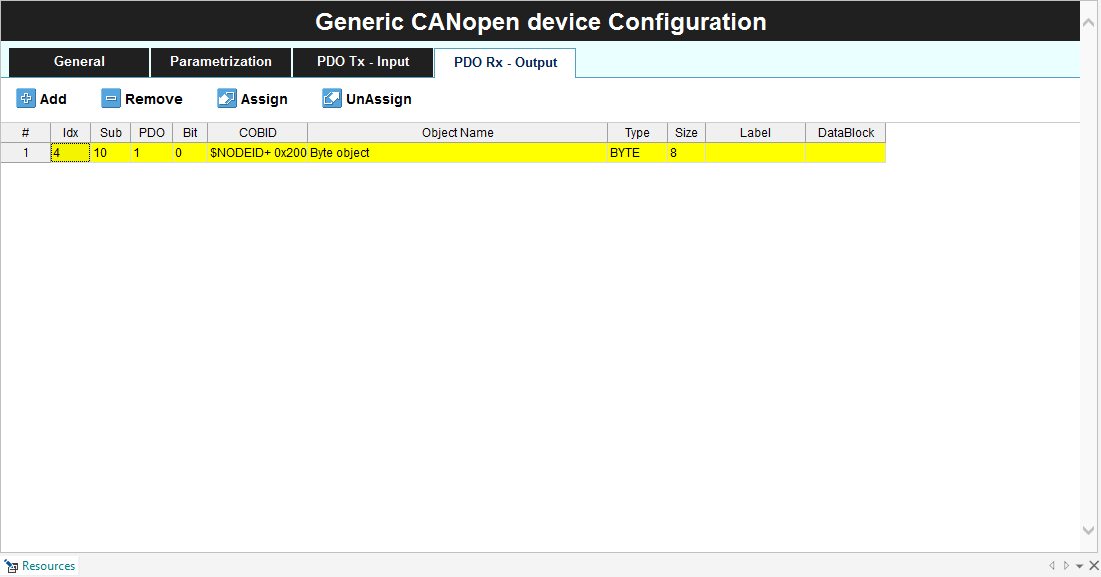 Generic CANopen device Configuration
General Parametrization PDO Tx - Input PDO Rx - Output
Add Remove Assign UnAssign
# Idx Sub PDO Bit COBID Object Name Type Size Label DataBlock
1 4 10 1 0 $NODEID+ 0x200 Byte object BYTE 8
Resources